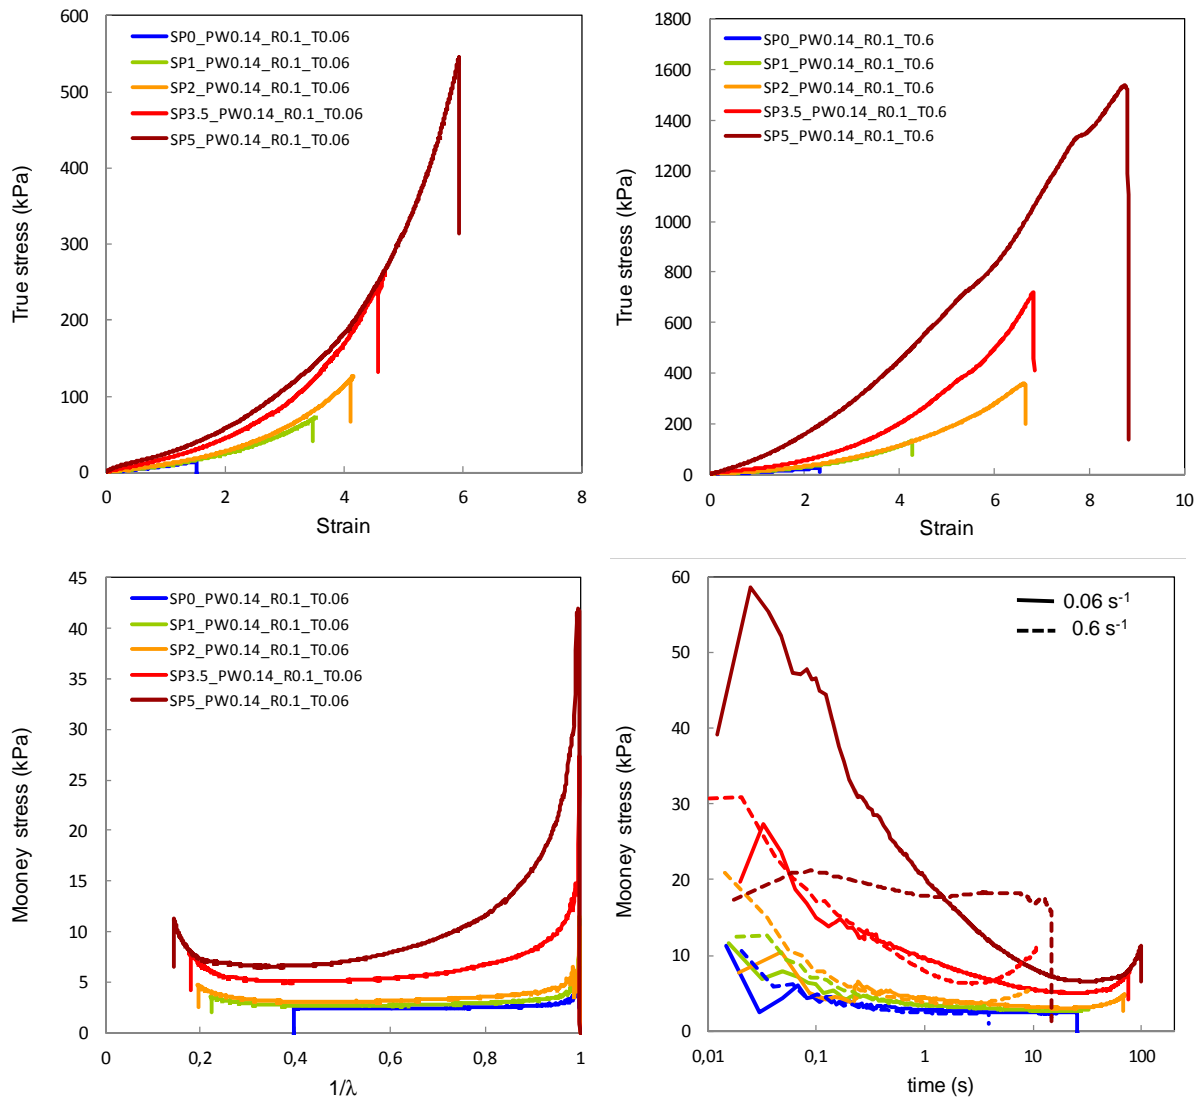 600
500
400
300
200
100
0
0
2
4
6
8
True stress (kPa)
Strain
SP0_PW0.14_R0.1_T0.06
SP1_PW0.14_R0.1_T0.06
SP2_PW0.14_R0.1_T0.06
SP3.5_PW0.14_R0.1_T0.06
SP5_PW0.14_R0.1_T0.06
1800
1600
1400
1200
1000
800
600
400
200
0
0
2
4
6
8
10
True stress (kPa)
Strain
SP0_PW0.14_R0.1_T0.6
SP1_PW0.14_R0.1_T0.6
SP2_PW0.14_R0.1_T0.6
SP3.5_PW0.14_R0.1_T0.6
SP5_PW0.14_R0.1_T0.6
45
40
35
30
25
20
15
10
5
0
0
0,2
0,4
0,6
0,8
1
Mooney stress (kPa)
1/λ
SP0_PW0.14_R0.1_T0.06
SP1_PW0.14_R0.1_T0.06
SP2_PW0.14_R0.1_T0.06
SP3.5_PW0.14_R0.1_T0.06
SP5_PW0.14_R0.1_T0.06
60
50
40
30
20
10
0
0,01
0,1
1
10
100
Mooney stress (kPa)
time (s)
0.06 s⁻¹
0.6 s⁻¹